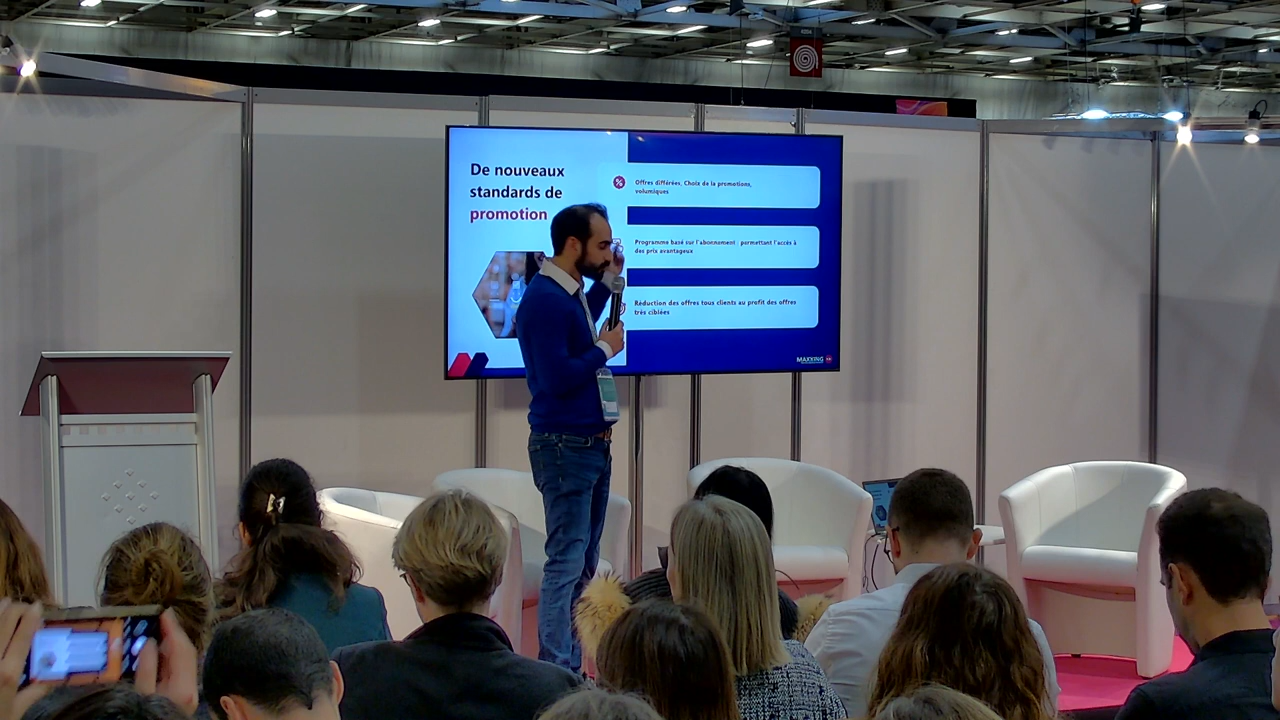 De nouveaux
standards de
promotion
Offres différées, Choix de la promotions,
volumiques
Programme basé sur l'abonnement : permettant l'accès à
des prix avantageux
Réduction des offres tous clients au profit des offres
très ciblées
MAXXING